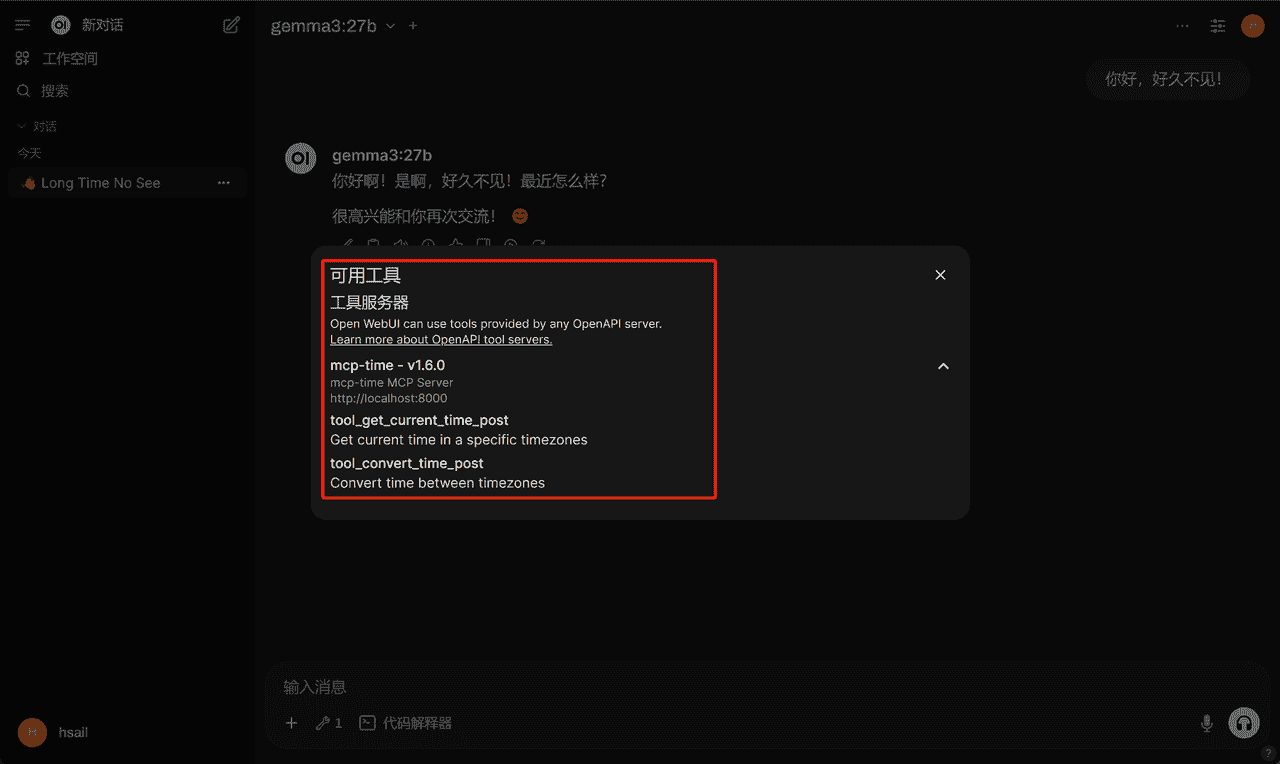 新对话
工作空间
搜索
对话
今天
Long Time No See
hsail
gemma3:27b
你好，好久不见！
gemma3:27b
你好啊！是啊，好久不见！最近怎么样？
很高兴能和你再次交流！
可用工具
工具服务器
Open WebUI can use tools provided by any OpenAPI server.
Learn more about OpenAPI tool servers.
mcp-time - v1.6.0
mcp-time MCP Server
http://localhost:8000
tool_get_current_time_post
Get current time in a specific timezones
tool_convert_time_post
Convert time between timezones
输入消息
1
代码解释器